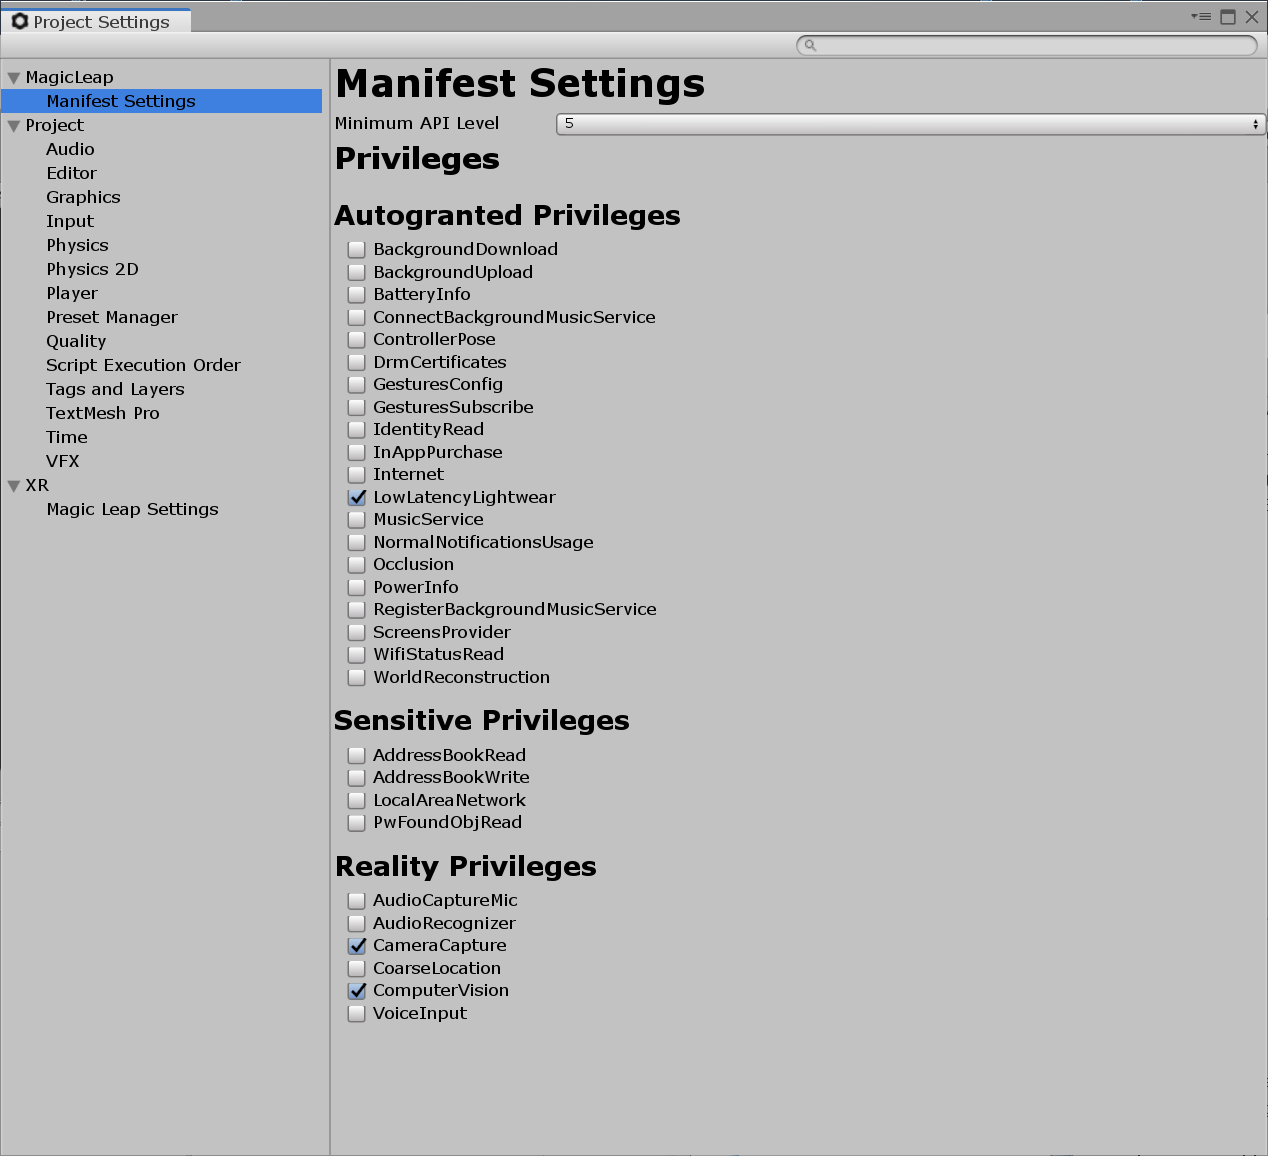 Project Settings
MagicLeap
Manifest Settings
Project
Audio
Editor
Graphics
Input
Physics
Physics 2D
Player
Preset Manager
Quality
Script Execution Order
Tags and Layers
TextMesh Pro
Time
VFX
XR
Magic Leap Settings
Manifest Settings
Minimum API Level 5
Privileges
Autogranted Privileges
BackgroundDownload
BackgroundUpload
BatteryInfo
ConnectBackgroundMusicService
ControllerPose
DrmCertificates
GesturesConfig
GesturesSubscribe
IdentityRead
InAppPurchase
Internet
LowLatencyLightwear
MusicService
NormalNotificationsUsage
Occlusion
PowerInfo
RegisterBackgroundMusicService
ScreensProvider
WifiStatusRead
WorldReconstruction
Sensitive Privileges
AddressBookRead
AddressBookWrite
LocalAreaNetwork
PwFoundObjRead
Reality Privileges
AudioCaptureMic
AudioRecognizer
CameraCapture
CoarseLocation
ComputerVision
VoiceInput